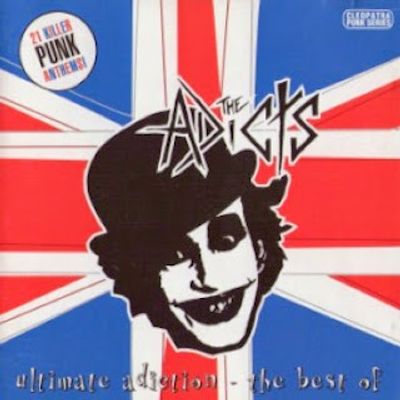 21 KILLER
PUNK
ANTHEMS!
CLEOPATRA
PUNK SERIES
THE
ADICTS
ultimate adiction - the best of